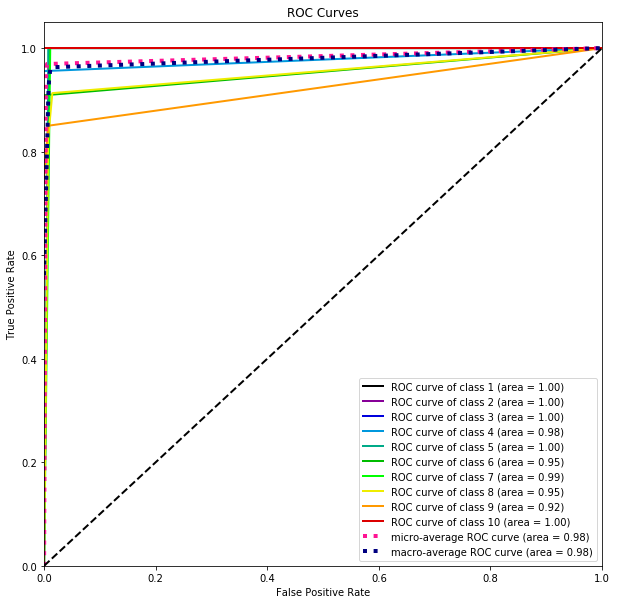 ROC Curves
True Positive Rate
1.0
0.8
0.6
0.4
0.2
0.0
ROC curve of class 1 (area = 1.00)
ROC curve of class 2 (area = 1.00)
ROC curve of class 3 (area = 1.00)
ROC curve of class 4 (area = 0.98)
ROC curve of class 5 (area = 1.00)
ROC curve of class 6 (area = 0.95)
ROC curve of class 7 (area = 0.99)
ROC curve of class 8 (area = 0.95)
ROC curve of class 9 (area = 0.92)
ROC curve of class 10 (area = 1.00)
micro-average ROC curve (area = 0.98)
macro-average ROC curve (area = 0.98)
0.0 0.2 0.4 0.6 0.8 1.0
False Positive Rate